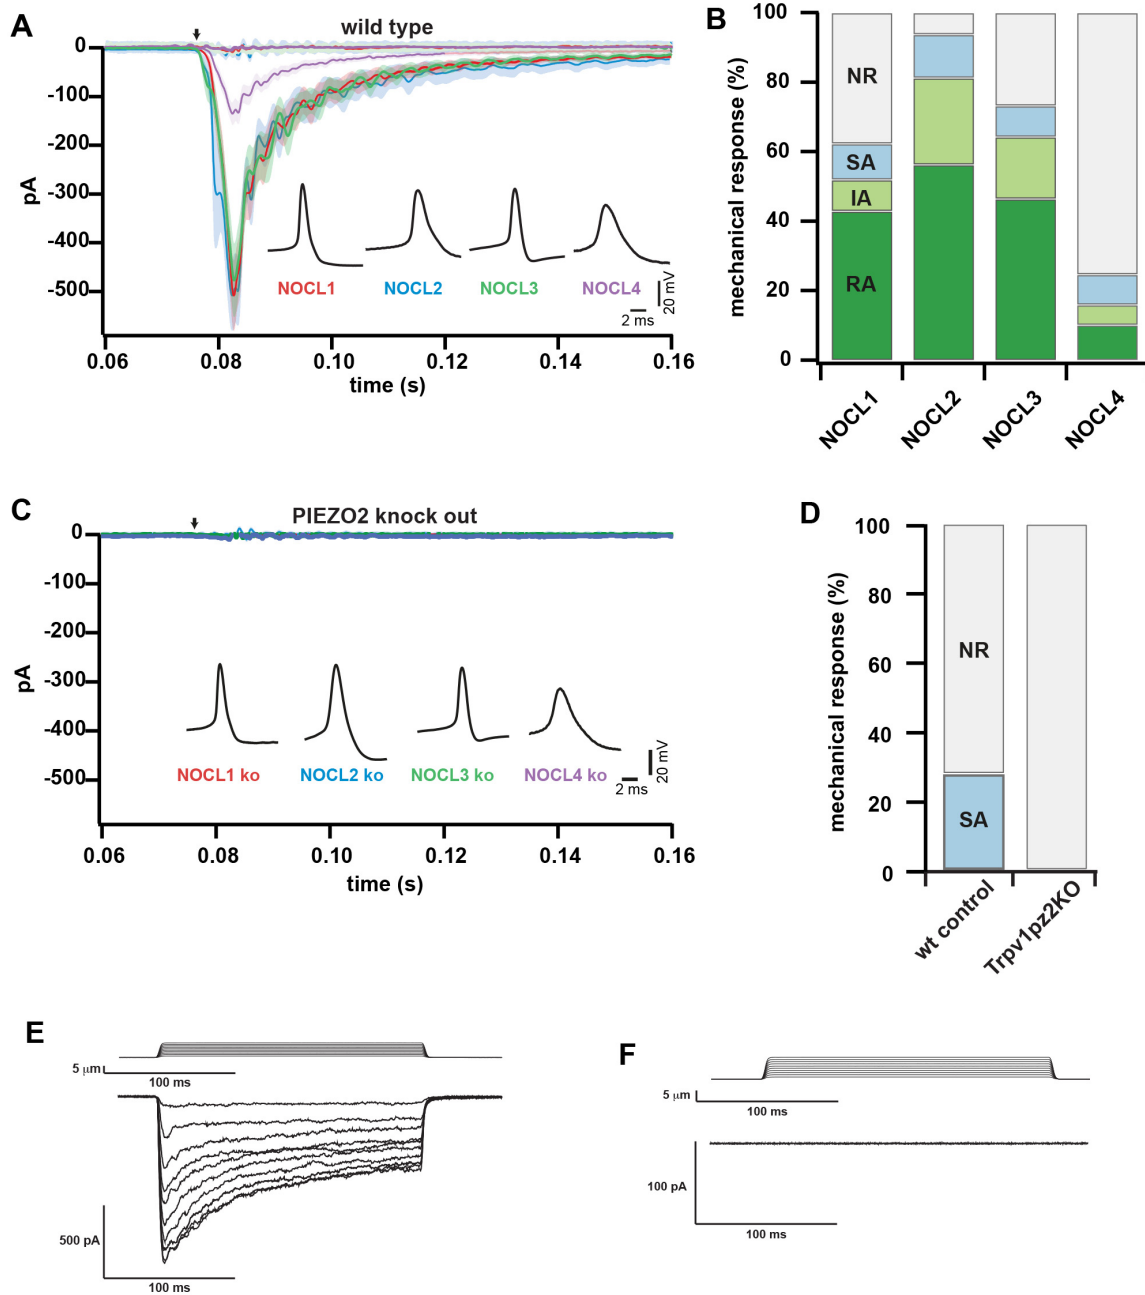 A
wild type
0
-100
-200
-300
-400
-500
pA
NOCL1
NOCL2
NOCL3
NOCL4
20 mV
2 ms
0.06
0.08
0.10
0.12
0.14
0.16
time (s)
B
100
80
60
40
20
0
mechanical response (%)
NR
SA
IA
RA
NOCL1
NOCL2
NOCL3
NOCL4
C
PIEZO2 knock out
0
-100
-200
-300
-400
-500
pA
NOCL1 ko
NOCL2 ko
NOCL3 ko
NOCL4 ko
20 mV
2 ms
0.06
0.08
0.10
0.12
0.14
0.16
time (s)
D
100
80
60
40
20
0
mechanical response (%)
NR
SA
wt control
Trpv1pz2KO
E
5 µm
100 ms
500 pA
100 ms
F
5 µm
100 ms
100 pA
100 ms